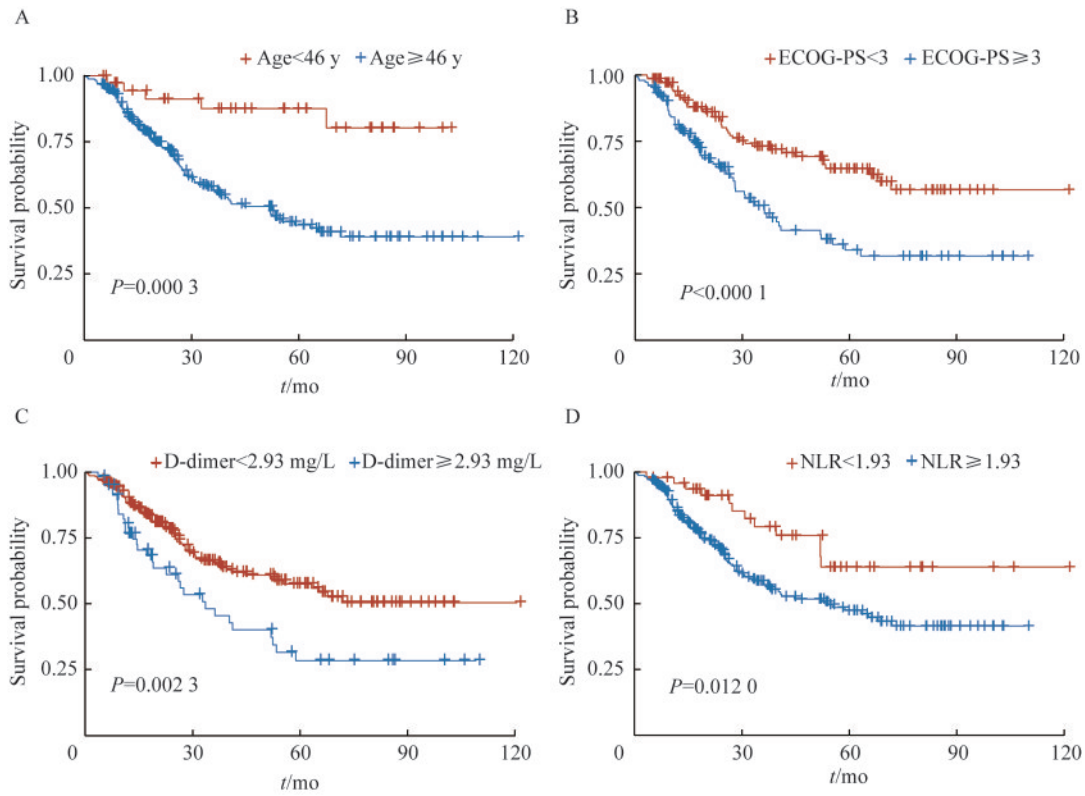 A
Age<46 y Age≥46 y
1.00
0.75
0.50
0.25
0
Survival probability
P=0.000 3
30 60 90 120
t/mo
B
ECOG-PS<3 ECOG-PS≥3
1.00
0.75
0.50
0.25
0
Survival probability
P<0.000 1
30 60 90 120
t/mo
C
D-dimer<2.93 mg/L D-dimer≥2.93 mg/L
1.00
0.75
0.50
0.25
0
Survival probability
P=0.002 3
30 60 90 120
t/mo
D
NLR<1.93 NLR≥1.93
1.00
0.75
0.50
0.25
0
Survival probability
P=0.012 0
30 60 90 120
t/mo